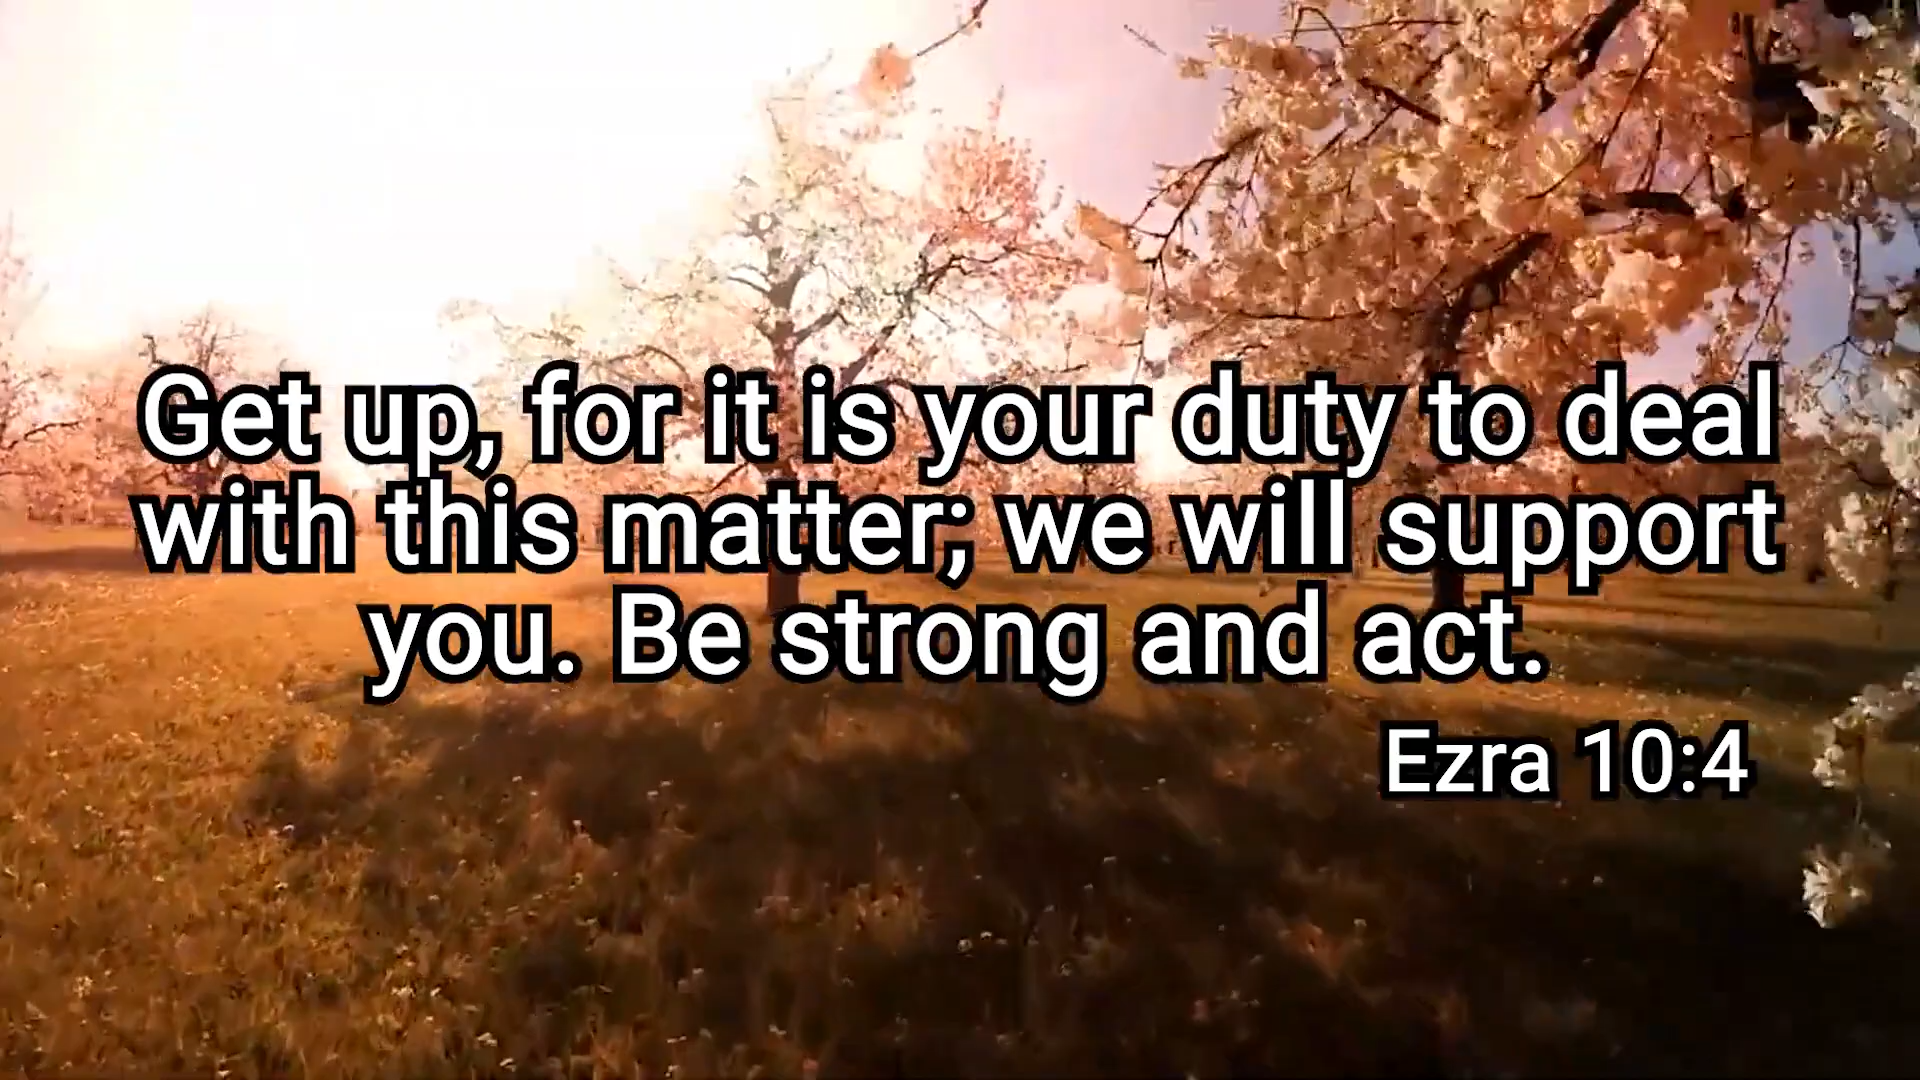 Get up, for it is your duty to deal
with this matter; we will support
you. Be strong and act.
Ezra 10:4